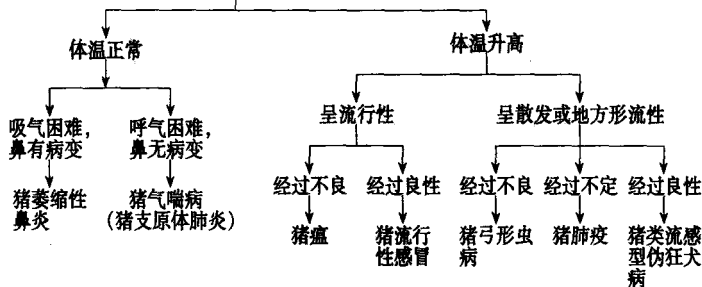 体温正常
体温升高
吸气困难，
鼻有病变
呼气困难，
鼻无病变
呈流行性
呈散发或地方形流性
猪萎缩性
鼻炎
猪气喘病
（猪支原体肺炎）
经过不良
经过良性
经过不良
经过不定
经过良性
猪瘟
猪流行
性感冒
猪弓形虫
病
猪肺疫
猪类流感
型伪狂犬
病